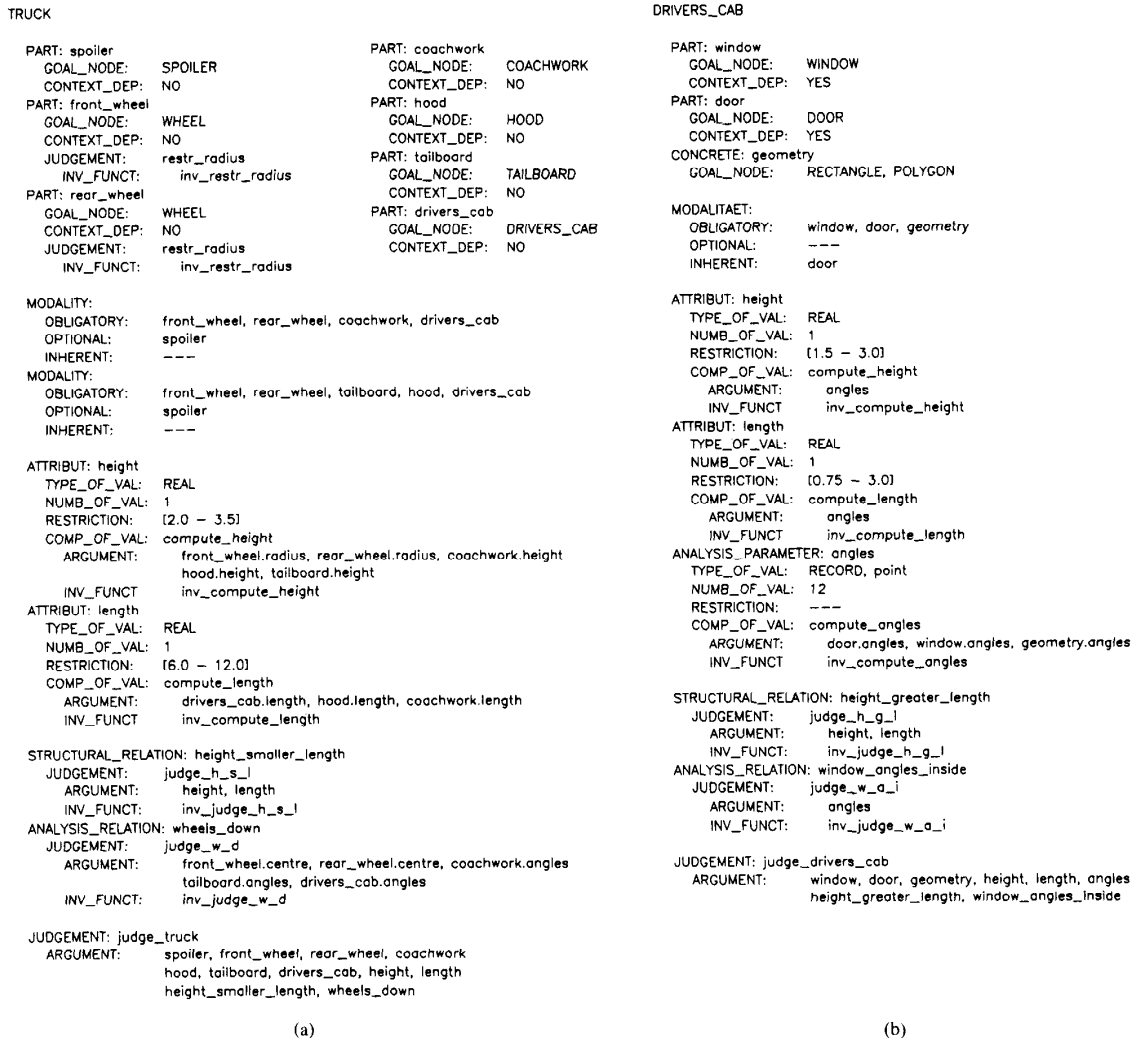 TRUCK
PART: spoiler
GOAL_NODE: SPOILER
CONTEXT_DEP: NO
PART: front_wheel
GOAL_NODE: WHEEL
CONTEXT_DEP: NO
JUDGEMENT: restr_radius
INV_FUNCT: inv_restr_radius
PART: rear_wheel
GOAL_NODE: WHEEL
CONTEXT_DEP: NO
JUDGEMENT: restr_radius
INV_FUNCT: inv_restr_radius
PART: coachwork
GOAL_NODE: COACHWORK
CONTEXT_DEP: NO
PART: hood
GOAL_NODE: HOOD
CONTEXT_DEP: NO
PART: tailboard
GOAL_NODE: TAILBOARD
CONTEXT_DEP: NO
PART: drivers_cab
GOAL_NODE: DRIVERS_CAB
CONTEXT_DEP: NO
MODALITY:
OBLIGATORY: front_wheel, rear_wheel, coachwork, drivers_cab
OPTIONAL: spoiler
INHERENT: ---
MODALITY:
OBLIGATORY: front_wheel, rear_wheel, tailboard, hood, drivers_cab
OPTIONAL: spoiler
INHERENT: ---
ATTRIBUT: height
TYPE_OF_VAL: REAL
NUMB_OF_VAL: 1
RESTRICTION: [2.0 - 3.5]
COMP_OF_VAL: compute_height
ARGUMENT: front_wheel.radius, rear_wheel.radius, coachwork.height
hood.height, tailboard.height
INV_FUNCT inv_compute_height
ATTRIBUT: length
TYPE_OF_VAL: REAL
NUMB_OF_VAL: 1
RESTRICTION: [6.0 - 12.0]
COMP_OF_VAL: compute_length
ARGUMENT: drivers_cab.length, hood.length, coachwork.length
INV_FUNCT inv_compute_length
STRUCTURAL_RELATION: height_smaller_length
JUDGEMENT: judge_h_s_l
ARGUMENT: height, length
INV_FUNCT: inv_judge_h_s_l
ANALYSIS_RELATION: wheels_down
JUDGEMENT: judge_w_d
ARGUMENT: front_wheel.centre, rear_wheel.centre, coachwork.angles
tailboard.angles, drivers_cab.angles
INV_FUNCT: inv_judge_w_d
JUDGEMENT: judge_truck
ARGUMENT: spoiler, front_wheel, rear_wheel, coachwork
hood, tailboard, drivers_cab, height, length
height_smaller_length, wheels_down
(a)
DRIVERS_CAB
PART: window
GOAL_NODE: WINDOW
CONTEXT_DEP: YES
PART: door
GOAL_NODE: DOOR
CONTEXT_DEP: YES
CONCRETE: geometry
GOAL_NODE: RECTANGLE, POLYGON
MODALITAET:
OBLIGATORY: window, door, geometry
OPTIONAL: ---
INHERENT: door
ATTRIBUT: height
TYPE_OF_VAL: REAL
NUMB_OF_VAL: 1
RESTRICTION: [1.5 - 3.0]
COMP_OF_VAL: compute_height
ARGUMENT: angles
INV_FUNCT inv_compute_height
ATTRIBUT: length
TYPE_OF_VAL: REAL
NUMB_OF_VAL: 1
RESTRICTION: [0.75 - 3.0]
COMP_OF_VAL: compute_length
ARGUMENT: angles
INV_FUNCT inv_compute_length
ANALYSIS_PARAMETER: angles
TYPE_OF_VAL: RECORD, point
NUMB_OF_VAL: 12
RESTRICTION: ---
COMP_OF_VAL: compute_angles
ARGUMENT: door.angles, window.angles, geometry.angles
INV_FUNCT inv_compute_angles
STRUCTURAL_RELATION: height_greater_length
JUDGEMENT: judge_h_g_l
ARGUMENT: height, length
INV_FUNCT: inv_judge_h_g_l
ANALYSIS_RELATION: window_angles_inside
JUDGEMENT: judge_w_a_i
ARGUMENT: angles
INV_FUNCT: inv_judge_w_a_i
JUDGEMENT: judge_drivers_cab
ARGUMENT: window, door, geometry, height, length, angles
height_greater_length, window_angles_inside
(b)